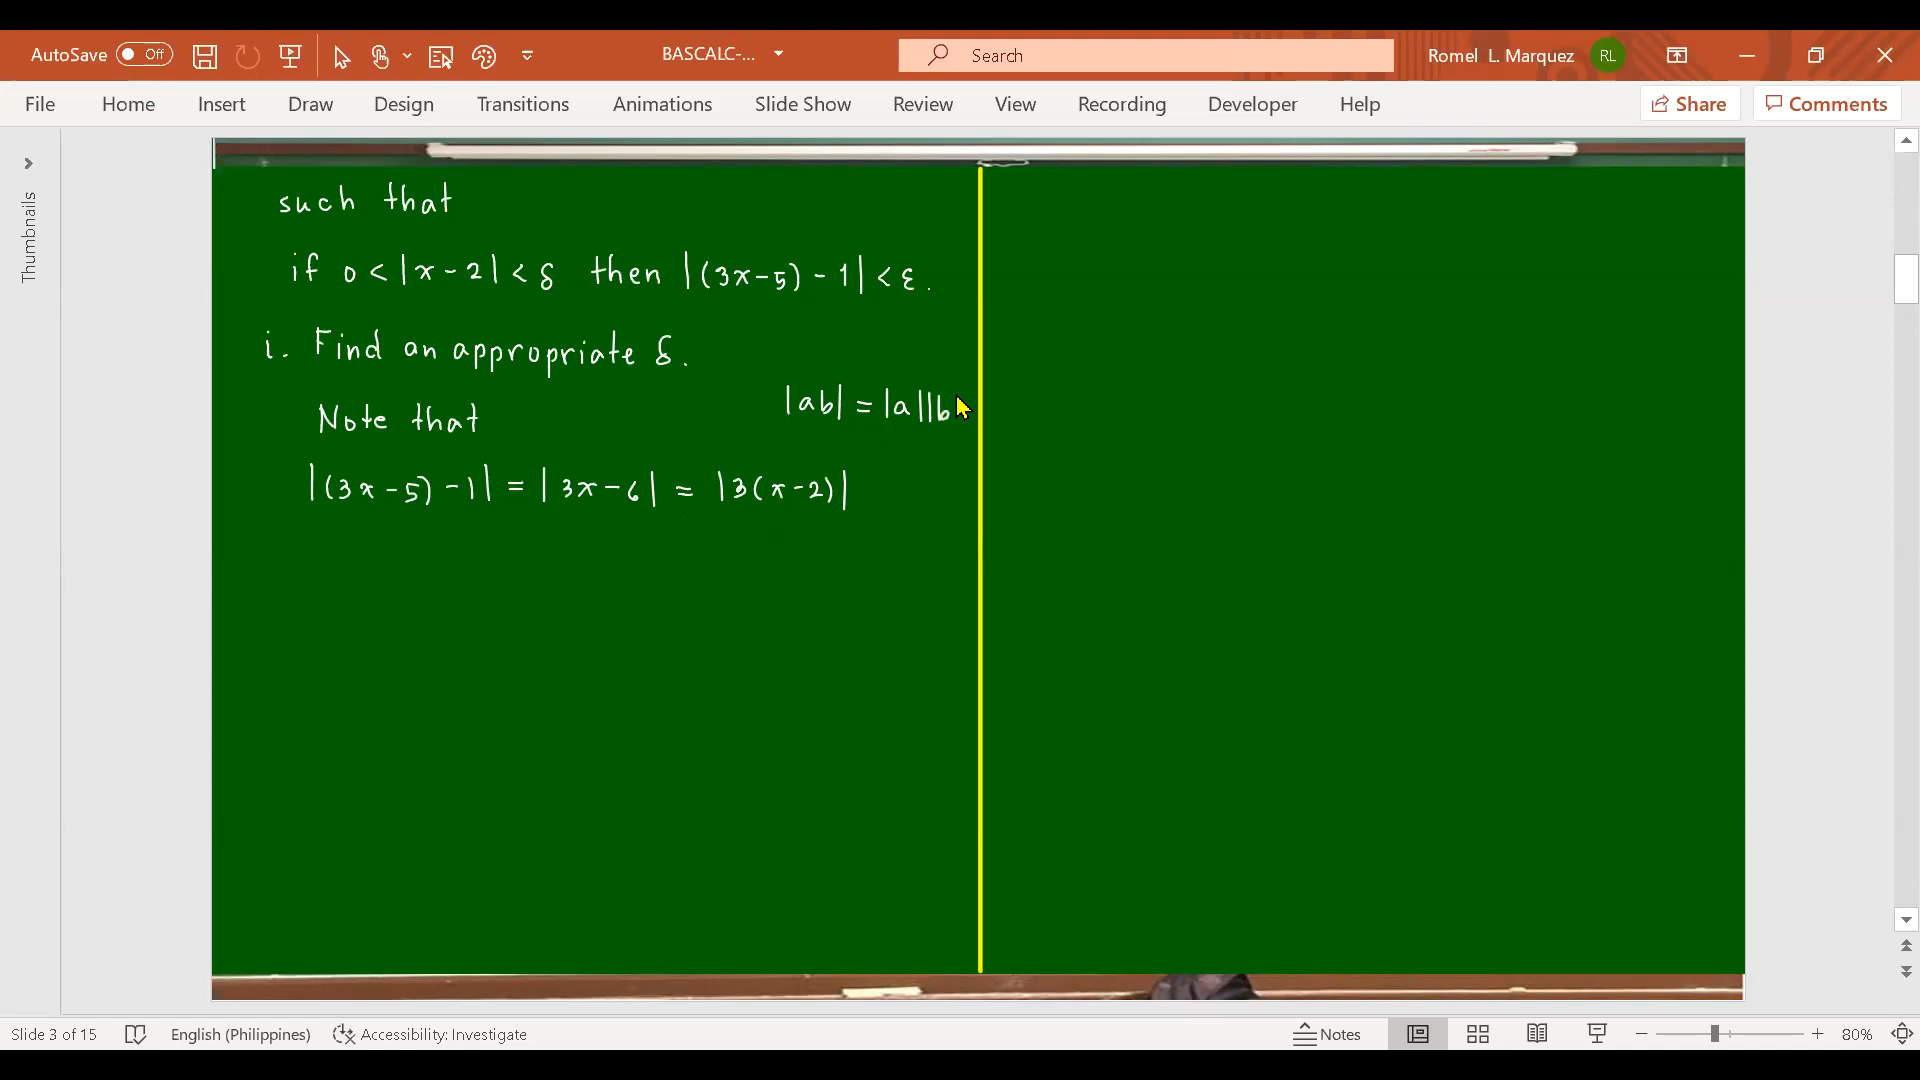 AutoSave Off BASCALC-... Search Romel L. Marquez RL
File Home Insert Draw Design Transitions Animations Slide Show Review View Recording Developer Help Share Comments
Thumbnails
such that
if 0 < |x - 2| < δ then |(3x - 5) - 1| < ε.
i. Find an appropriate δ.
|ab| = |a||b
Note that
|(3x - 5) - 1| = |3x - 6| = |3(x - 2)|
Slide 3 of 15 English (Philippines) Accessibility: Investigate Notes 80%